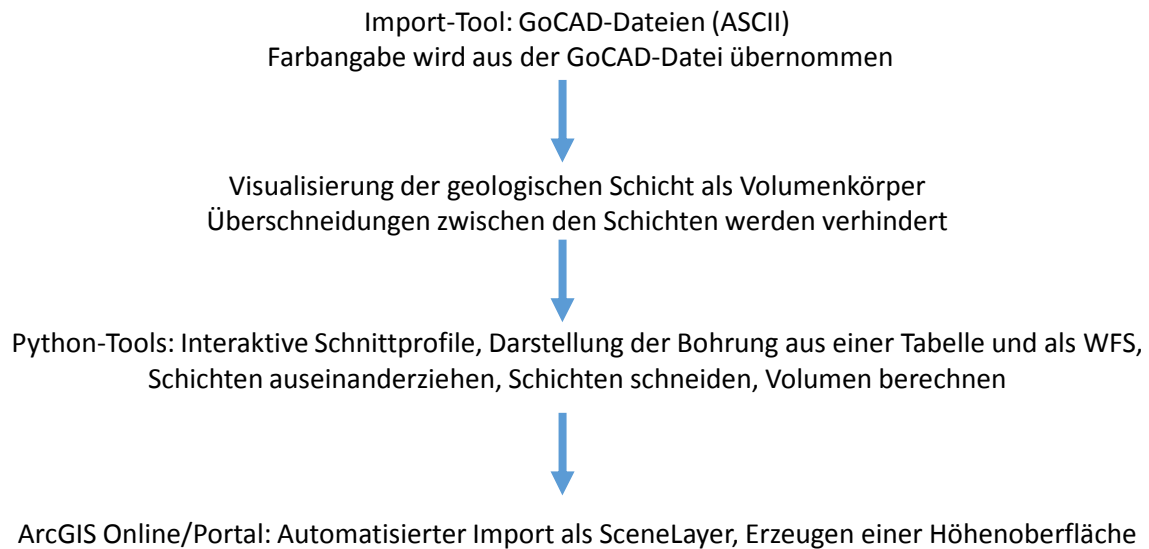 Import-Tool: GoCAD-Dateien (ASCII)
Farbangabe wird aus der GoCAD-Datei übernommen
Visualisierung der geologischen Schicht als Volumenkörper
Überschneidungen zwischen den Schichten werden verhindert
Python-Tools: Interaktive Schnittprofile, Darstellung der Bohrung aus einer Tabelle und als WFS,
Schichten auseinanderziehen, Schichten schneiden, Volumen berechnen
ArcGIS Online/Portal: Automatisierter Import als SceneLayer, Erzeugen einer Höhenoberfläche